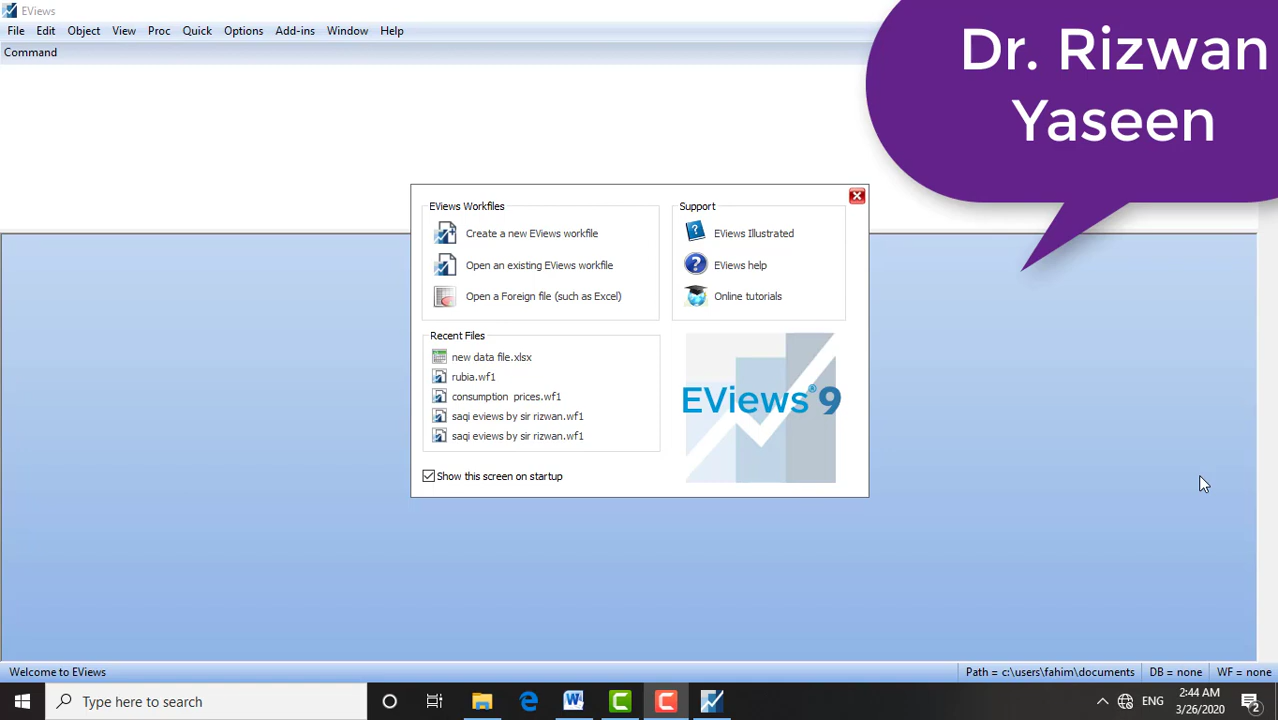 EViews
File Edit Object View Proc Quick Options Add-ins Window Help
Command
Dr. Rizwan
Yaseen
EViews Workfiles
Create a new EViews workfile
Open an existing EViews workfile
Open a Foreign file (such as Excel)
Support
EViews Illustrated
EViews help
Online tutorials
Recent Files
new data file.xlsx
rubia.wf1
consumption prices.wf1
saqi eviews by sir rizwan.wf1
saqi eviews by sir rizwan.wf1
EViews® 9
Show this screen on startup
Welcome to EViews
Path = c:\users\fahim\documents DB = none WF = none
Type here to search
ENG
2:44 AM
3/26/2020
2